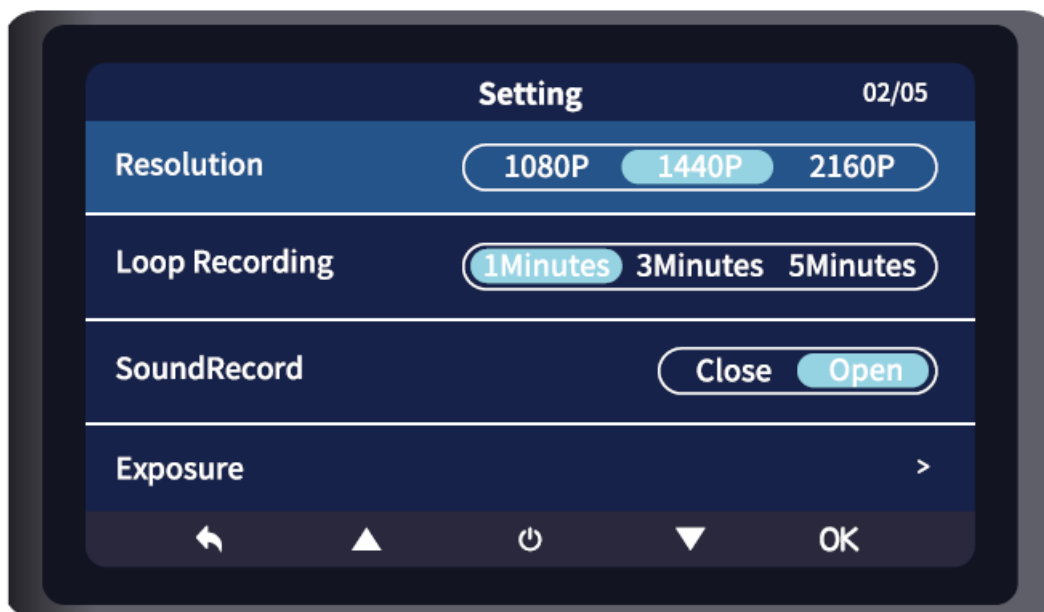 Setting 02/05
Resolution 1080P 1440P 2160P
Loop Recording 1Minutes 3Minutes 5Minutes
SoundRecord Close Open
Exposure >
OK